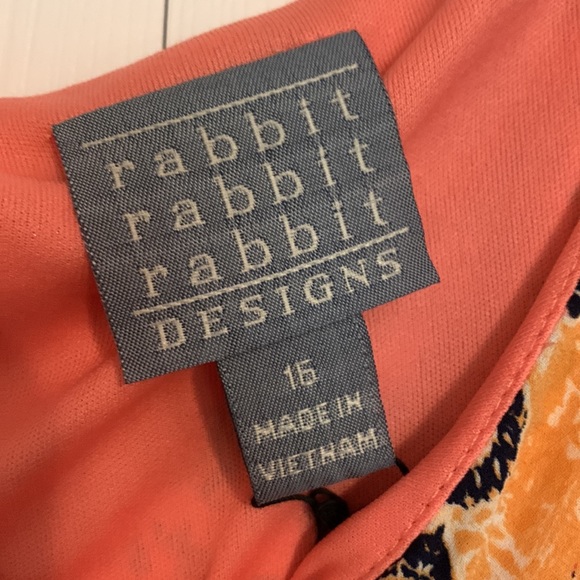 rabbit
rabbit
rabbit
DESIGNS
16
MADE IN
VIETNAM